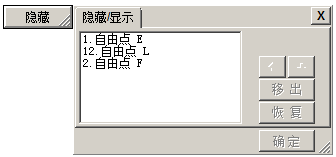 隐藏
隐藏/显示
X
1.自由点 E
12.自由点 L
2.自由点 F
移 出
恢 复
确定